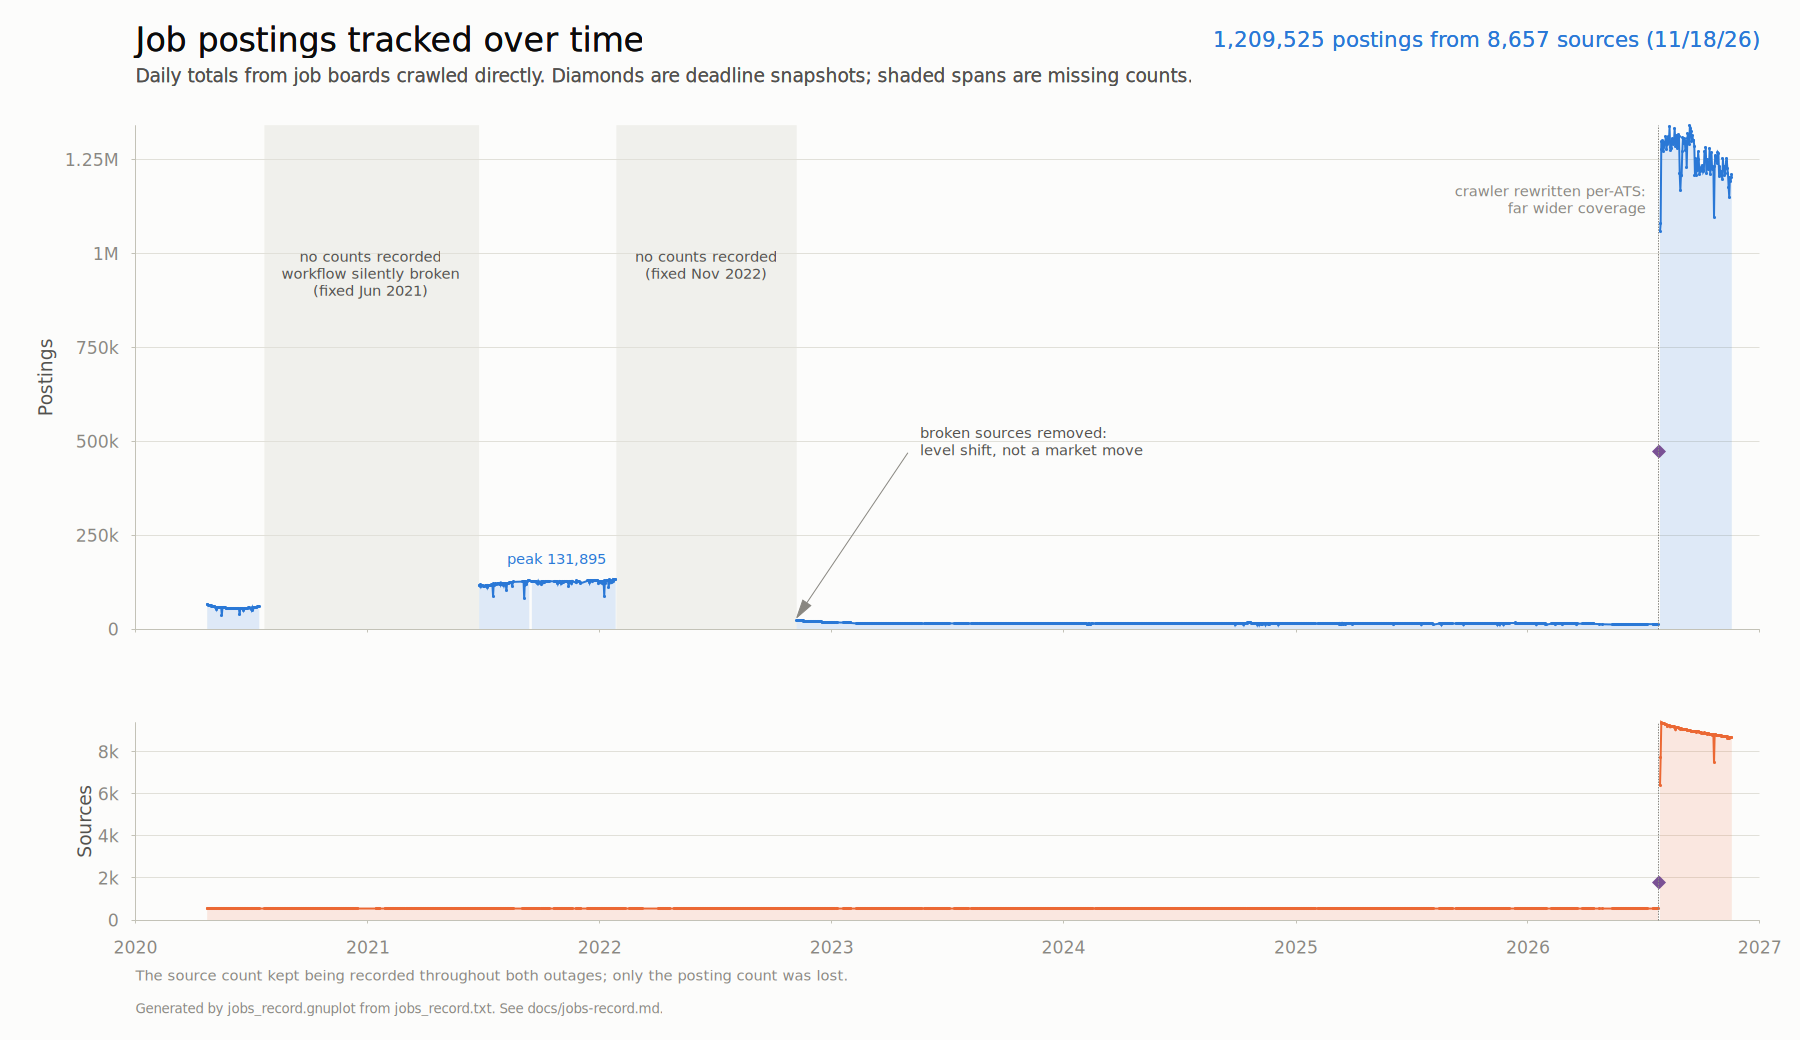 Job postings tracked over time
1,209,525 postings from 8,657 sources (11/18/26)
Daily totals from job boards crawled directly. Diamonds are deadline snapshots; shaded spans are missing counts.
1.25M
1M
750k
500k
250k
0
Postings
no counts recorded
workflow silently broken
(fixed Jun 2021)
no counts recorded
(fixed Nov 2022)
crawler rewritten per-ATS:
far wider coverage
broken sources removed:
level shift, not a market move
peak 131,895
8k
6k
4k
2k
0
Sources
2020
2021
2022
2023
2024
2025
2026
2027
The source count kept being recorded throughout both outages; only the posting count was lost.
Generated by jobs_record.gnuplot from jobs_record.txt. See docs/jobs-record.md.